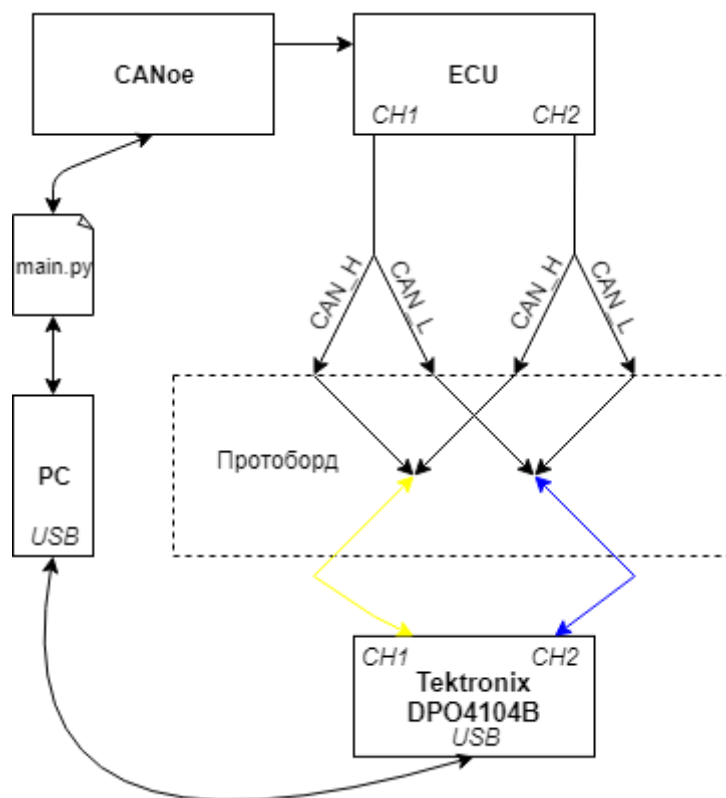 CANoe
ECU
CH1
CH2
main.py
CAN_H
CAN_L
CAN_H
CAN_L
Протоборд
PC
USB
CH1
CH2
Tektronix
DPO4104B
USB